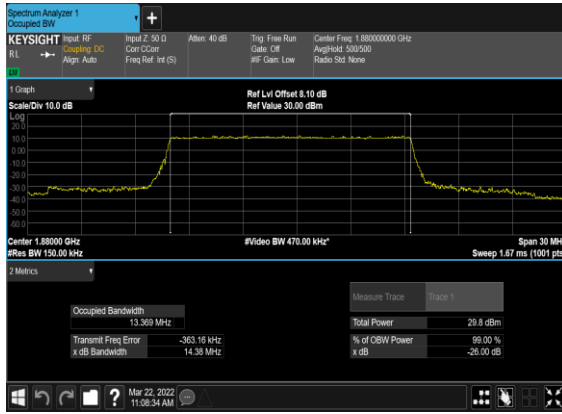 Spectrum Analyzer 1
Occupied BW
KEYSIGHT Input: RF Input Z: 50 Ω Atten: 40 dB Trig: Free Run Center Freq: 1.880000000 GHz
RL Coupling: DC Corr CCorr Gate: Off Avg|Hold: 500/500
Align: Auto Freq Ref: Int (S) #IF Gain: Low Radio Std: None
1 Graph
Ref Lvl Offset 8.10 dB
Scale/Div 10.0 dB Ref Value 30.00 dBm
Log
20.0
10.0
0.00
-10.0
-20.0
-30.0
-40.0
-50.0
-60.0
Center 1.88000 GHz #Video BW 470.00 kHz* Span 30 MH
#Res BW 150.00 kHz Sweep 1.67 ms (1001 pts
2 Metrics
Measure Trace Trace 1
Occupied Bandwidth
13.369 MHz Total Power 29.8 dBm
Transmit Freq Error -363.16 kHz % of OBW Power 99.00 %
x dB Bandwidth 14.38 MHz x dB -26.00 dB
Mar 22, 2022
11:08:34 AM